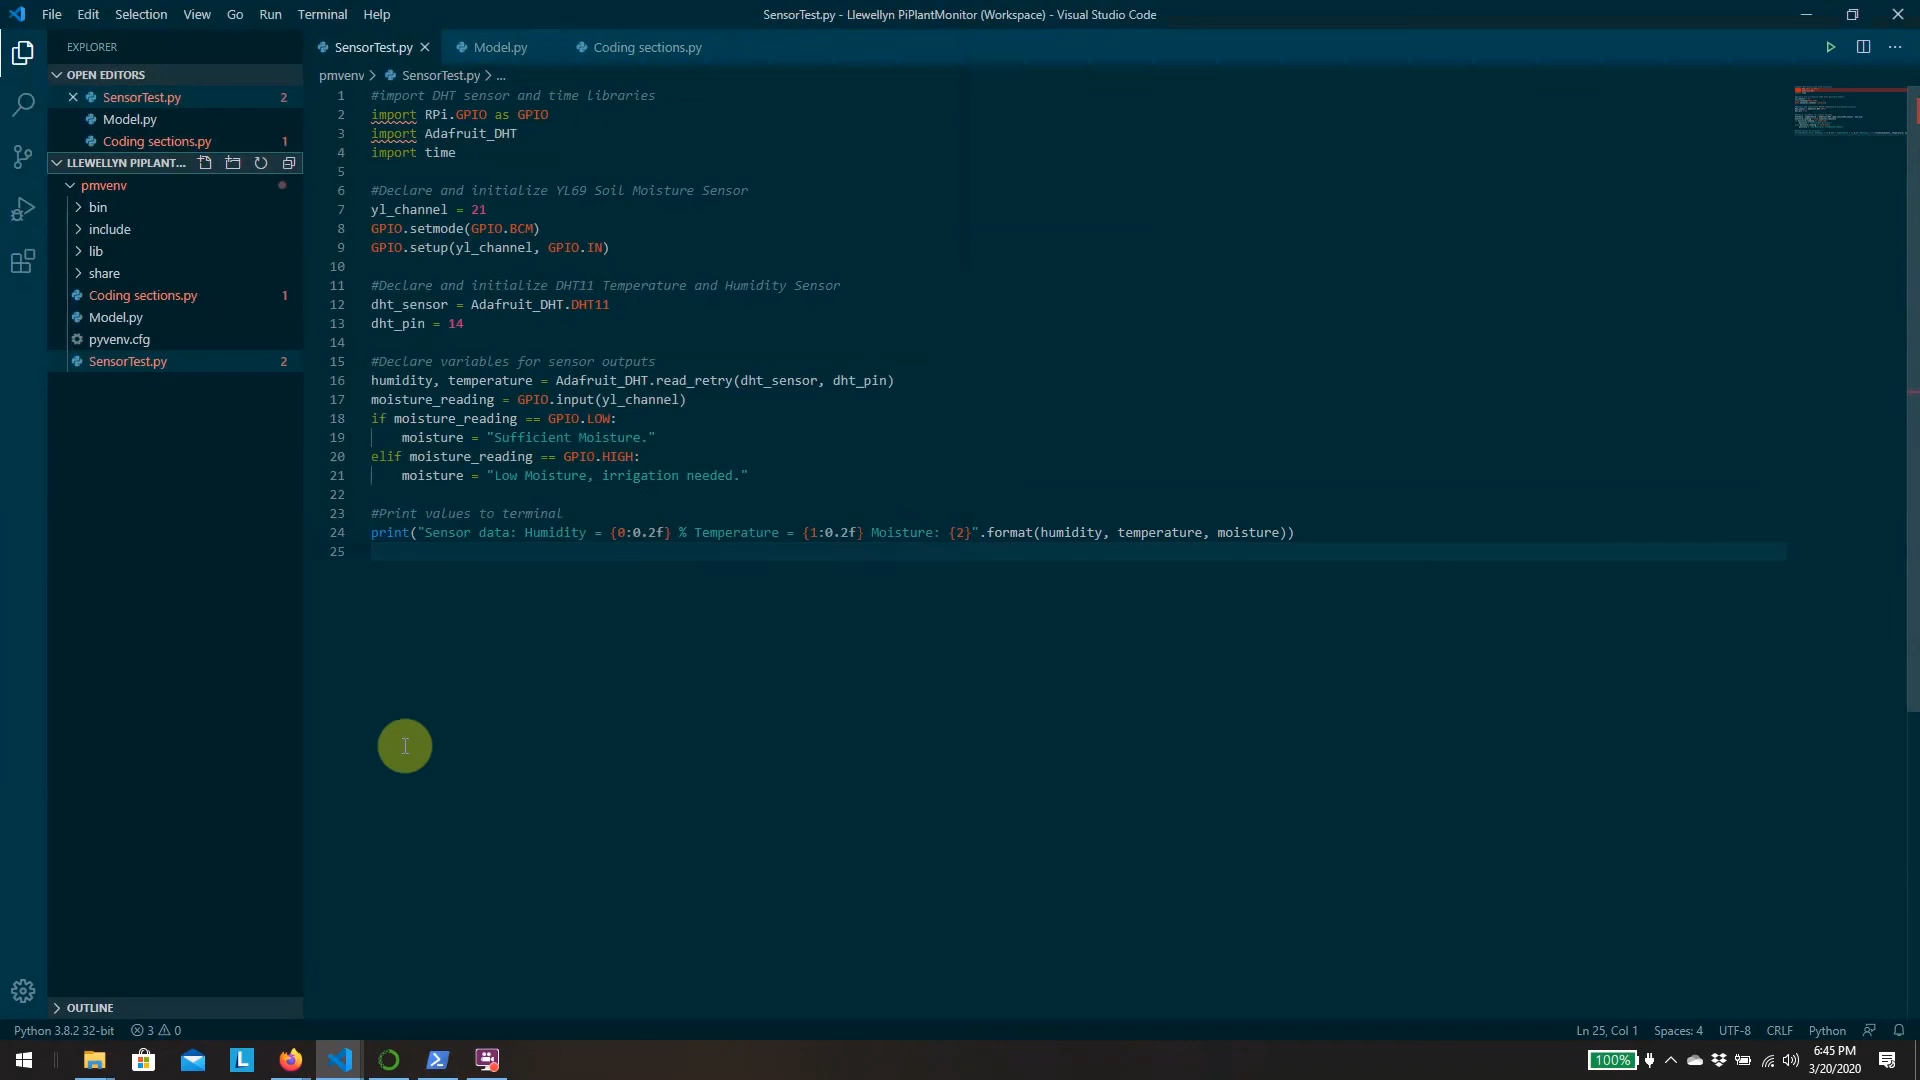 File Edit Selection View Go Run Terminal Help
SensorTest.py - Llewellyn PiPlantMonitor (Workspace) - Visual Studio Code
EXPLORER
OPEN EDITORS
SensorTest.py 2
Model.py
Coding sections.py 1
LLEWELLYN PIPLANT...
pmvenv
bin
include
lib
share
Coding sections.py 1
Model.py
pyvenv.cfg
SensorTest.py 2
OUTLINE
SensorTest.py Model.py Coding sections.py
pmvenv > SensorTest.py > ...
1 #import DHT sensor and time libraries
2 import RPi.GPIO as GPIO
3 import Adafruit_DHT
4 import time
5
6 #Declare and initialize YL69 Soil Moisture Sensor
7 yl_channel = 21
8 GPIO.setmode(GPIO.BCM)
9 GPIO.setup(yl_channel, GPIO.IN)
10
11 #Declare and initialize DHT11 Temperature and Humidity Sensor
12 dht_sensor = Adafruit_DHT.DHT11
13 dht_pin = 14
14
15 #Declare variables for sensor outputs
16 humidity, temperature = Adafruit_DHT.read_retry(dht_sensor, dht_pin)
17 moisture_reading = GPIO.input(yl_channel)
18 if moisture_reading == GPIO.LOW:
19 moisture = "Sufficient Moisture."
20 elif moisture_reading == GPIO.HIGH:
21 moisture = "Low Moisture, irrigation needed."
22
23 #Print values to terminal
24 print("Sensor data: Humidity = {0:0.2f} % Temperature = {1:0.2f} Moisture: {2}".format(humidity, temperature, moisture))
25
Python 3.8.2 32-bit 3 0
Ln 25, Col 1 Spaces: 4 UTF-8 CRLF Python
L
100%
6:45 PM
3/20/2020